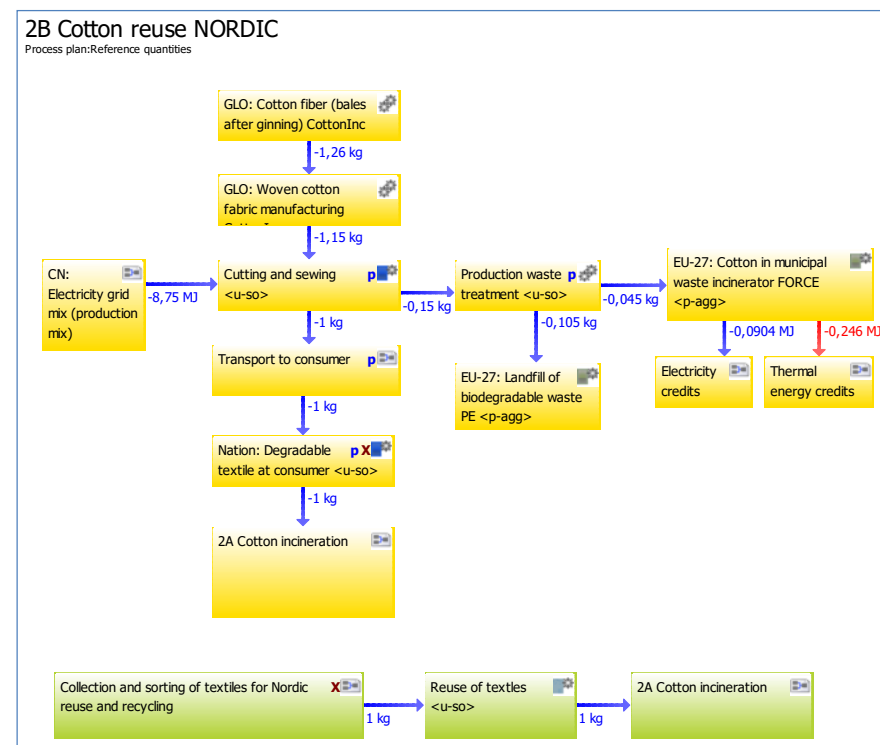 2B Cotton reuse NORDIC
Process plan:Reference quantities
GLO: Cotton fiber (bales
after ginning) CottonInc
-1,26 kg
GLO: Woven cotton
fabric manufacturing
-1,15 kg
CN:
Electricity grid
mix (production
mix)
-8,75 MJ
Cutting and sewing
<u-so>
p
-0,15 kg
Production waste
treatment <u-so>
p
-0,045 kg
EU-27: Cotton in municipal
waste incinerator FORCE
<p-agg>
-1 kg
-0,105 kg
-0,0904 MJ
-0,246 MJ
Transport to consumer
p
EU-27: Landfill of
biodegradable waste
PE <p-agg>
Electricity
credits
Thermal
energy credits
-1 kg
Nation: Degradable
textile at consumer <u-so>
p X
-1 kg
2A Cotton incineration
Collection and sorting of textiles for Nordic
reuse and recycling
X
1 kg
Reuse of textles
<u-so>
1 kg
2A Cotton incineration